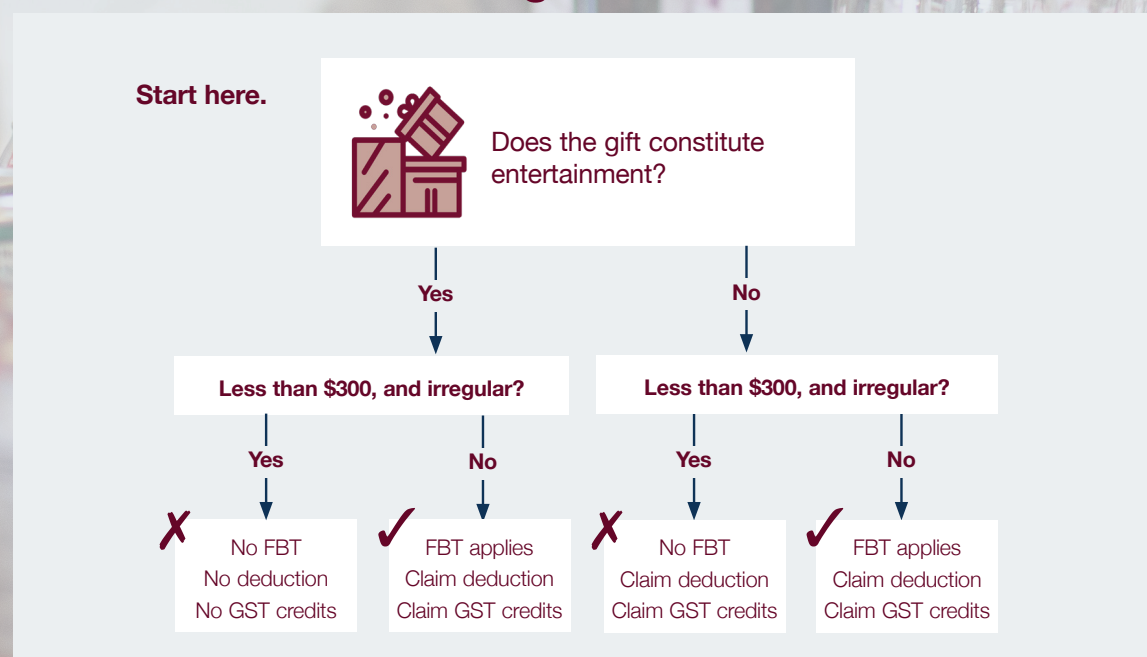 Start here.
Does the gift constitute
entertainment?
Yes
No
Less than $300, and irregular?
Less than $300, and irregular?
Yes
No
Yes
No
No FBT
No deduction
No GST credits
FBT applies
Claim deduction
Claim GST credits
No FBT
Claim deduction
Claim GST credits
FBT applies
Claim deduction
Claim GST credits